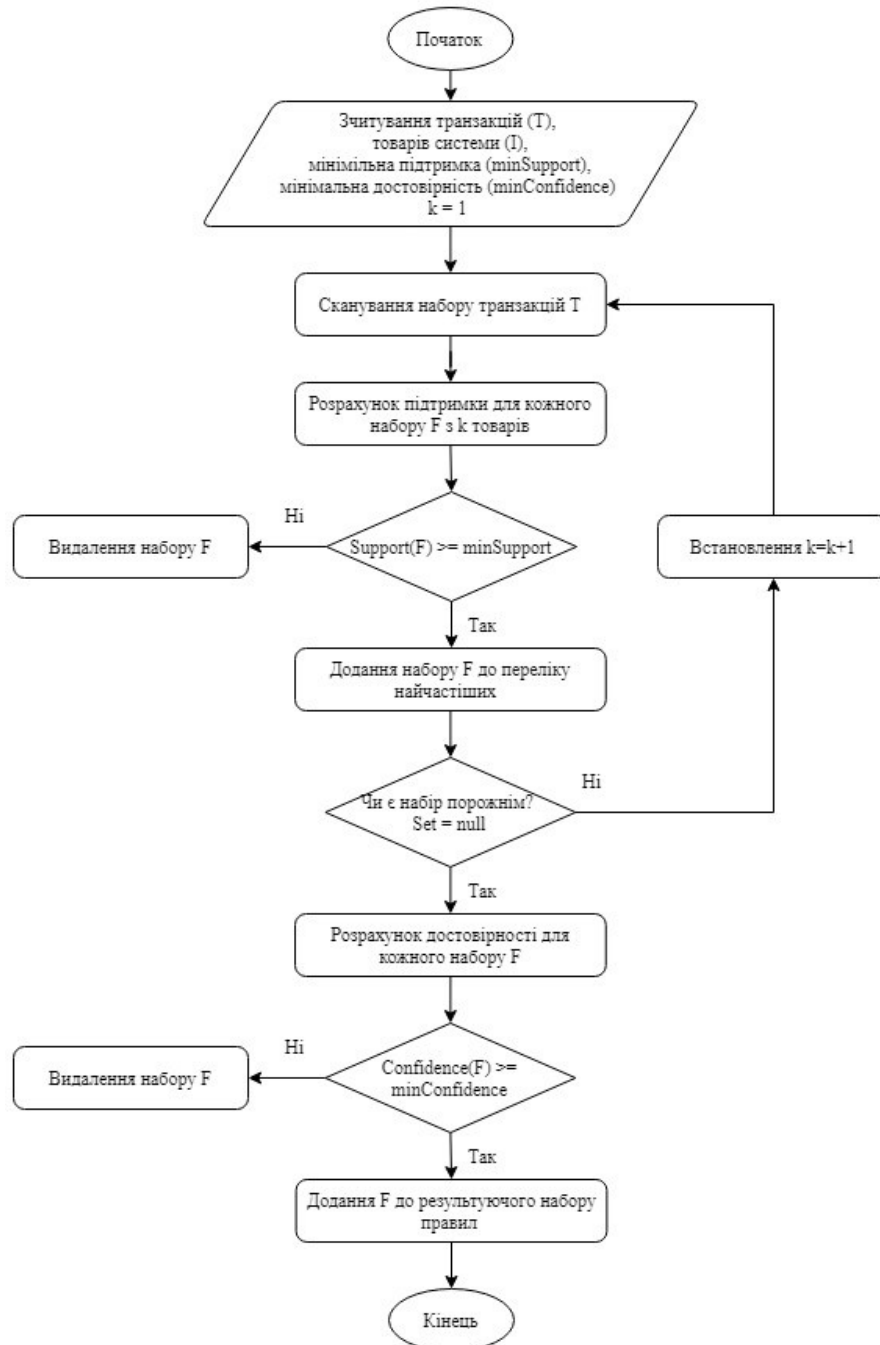 Початок
Зчитування транзакцій (T),
товарів системи (I),
мінімільна підтримка (minSupport),
мінімальна достовірність (minConfidence)
k = 1
Сканування набору транзакцій T
Розрахунок підтримки для кожного
набору F з k товарів
Ні
Видалення набору F
Support(F) >= minSupport
Встановлення k=k+1
Так
Додання набору F до переліку
найчастіших
Ні
Чи є набір порожнім?
Set = null
Так
Розрахунок достовірності для
кожного набору F
Ні
Видалення набору F
Confidence(F) >=
minConfidence
Так
Додання F до результуючого набору
правил
Кінець